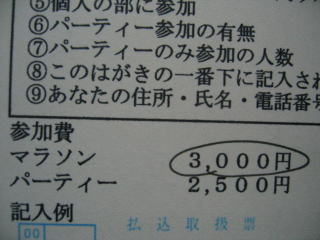 ⑤個人の部に参加
⑥パーティー参加の有無
⑦パーティーのみ参加の人数
⑧このはがきの一番下に記入され
⑨あなたの住所・氏名・電話番号
参加費
マラソン 3,000円
パーティー 2,500円
記入例
払込取扱票
00